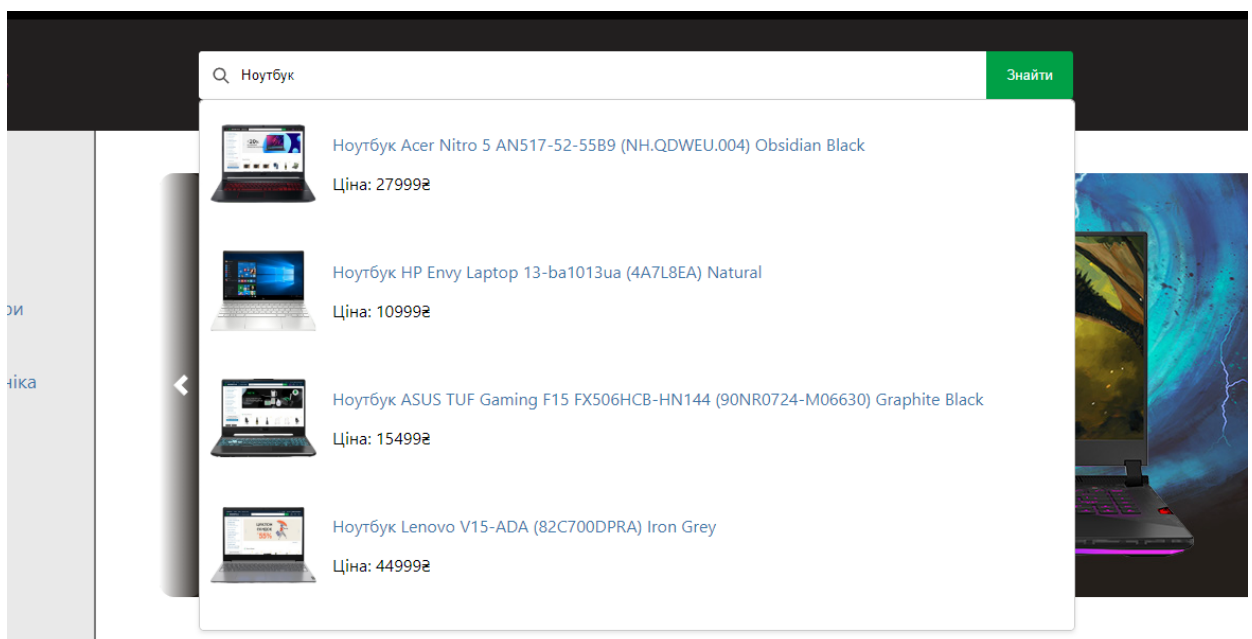 Ноутбук
Знайти
Ноутбук Acer Nitro 5 AN517-52-55B9 (NH.QDWEU.004) Obsidian Black
Ціна: 27999₴
Ноутбук HP Envy Laptop 13-ba1013ua (4A7L8EA) Natural
Ціна: 10999₴
Ноутбук ASUS TUF Gaming F15 FX506HCB-HN144 (90NR0724-M06630) Graphite Black
Ціна: 15499₴
Ноутбук Lenovo V15-ADA (82C700DPRA) Iron Grey
Ціна: 44999₴